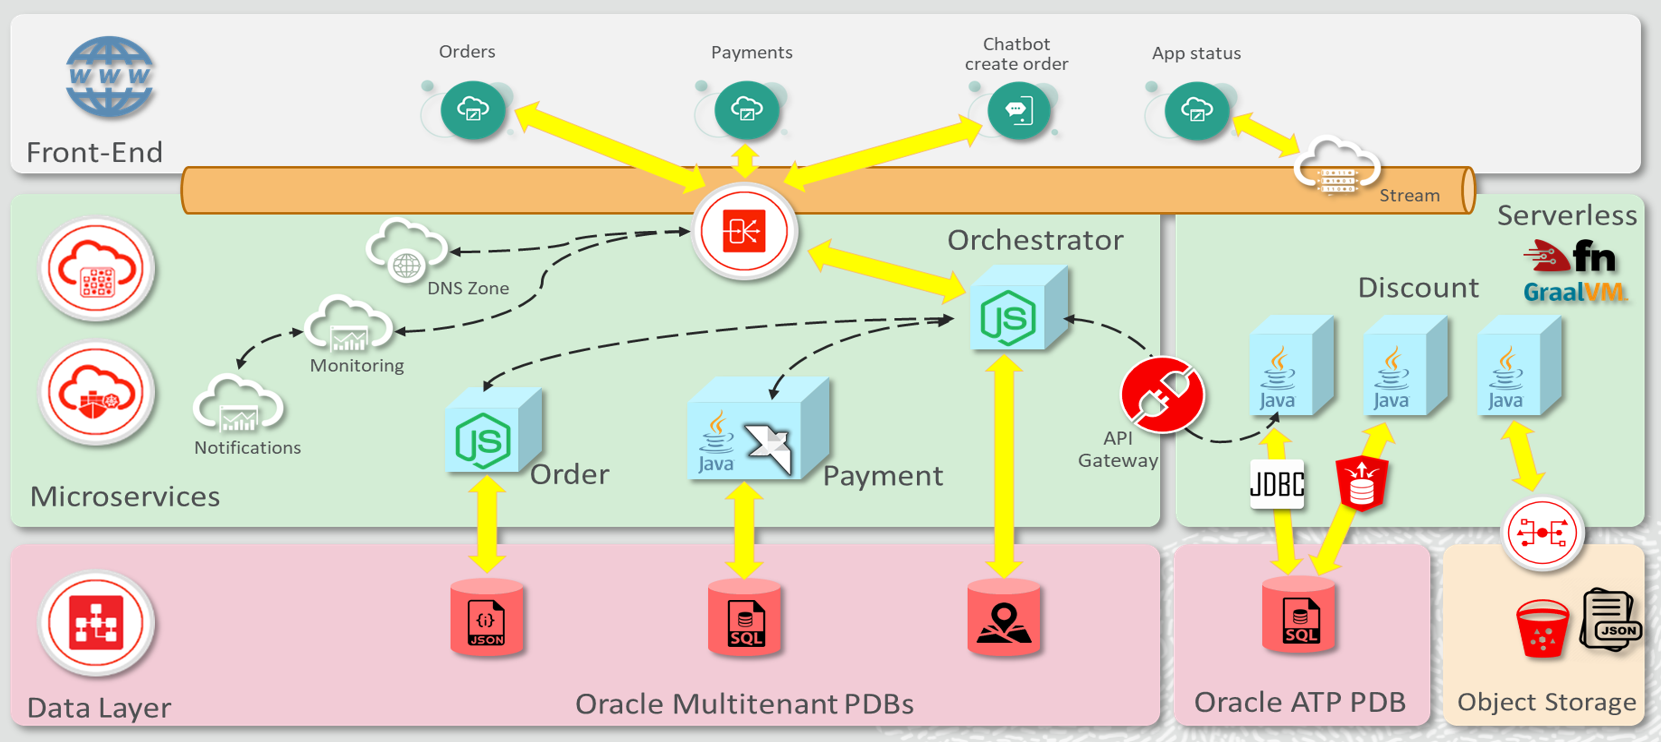 WWW
Front-End
Orders
Payments
Chatbot
create order
App status
Stream
Serverless
fn
GraalVM
Discount
Java
Java
Java
Orchestrator
JS
DNS Zone
Monitoring
Notifications
API
Gateway
JDBC
JS
Order
Java
Payment
Microservices
{i}
JSON
SQL
SQL
JSON
Data Layer
Oracle Multitenant PDBs
Oracle ATP PDB
Object Storage